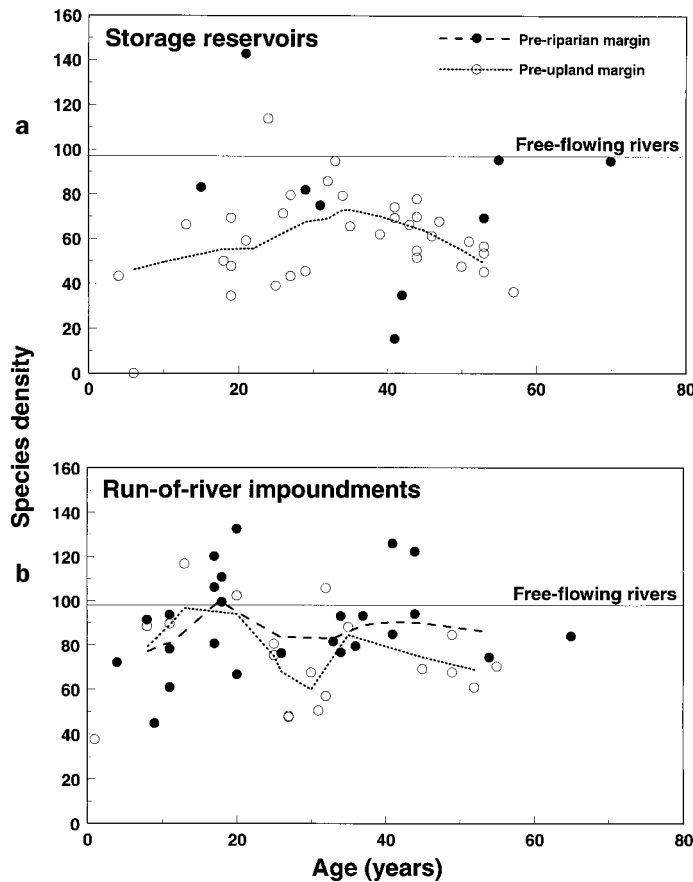 160
Storage reservoirs
Pre-riparian margin
140
Pre-upland margin
120
a
100
Free-flowing rivers
80
60
40
20
0
0 20 40 60 80
Species density
160
Run-of-river impoundments
140
120
b
100
Free-flowing rivers
80
60
40
20
0
0 20 40 60 80
Age (years)